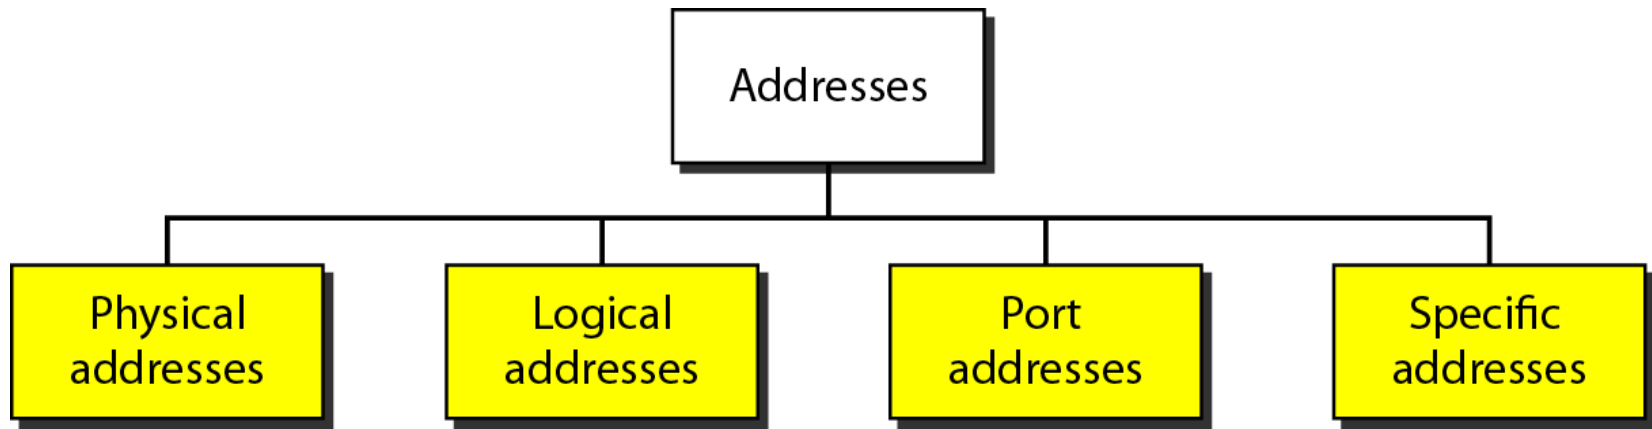 Addresses
Physical
addresses
Logical
addresses
Port
addresses
Specific
addresses